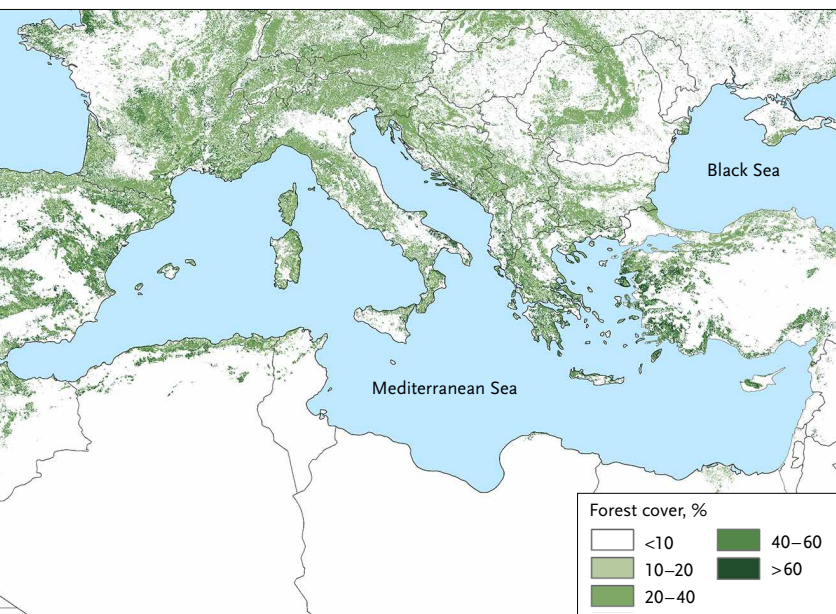 Black Sea
Mediterranean Sea
Forest cover, %
<10
10–20
20–40
40–60
>60